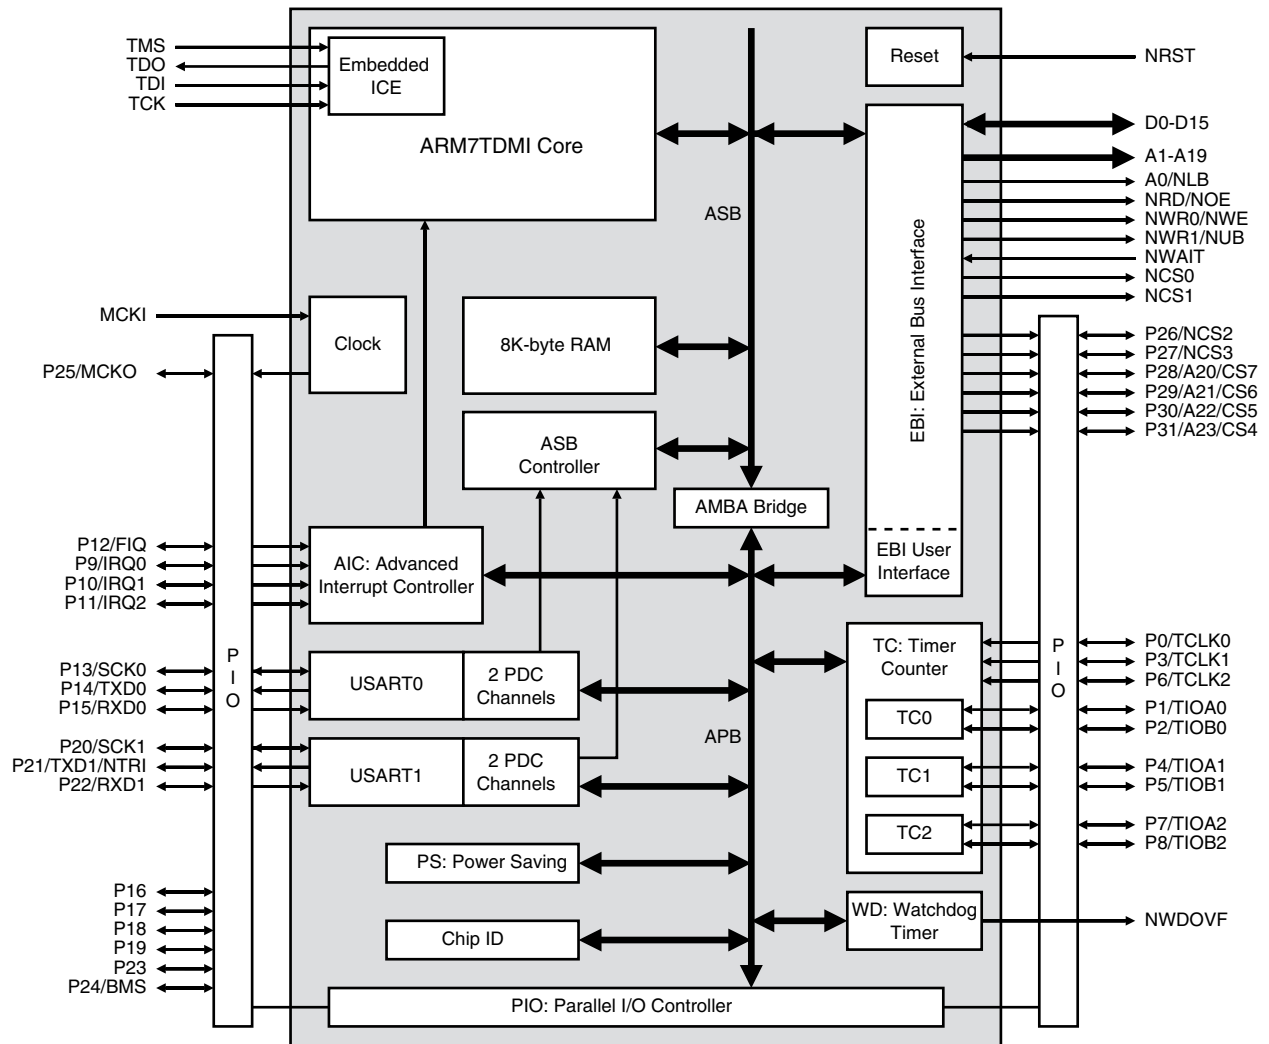 TMS
TDO
TDI
TCK
Embedded
ICE
ARM7TDMI Core
Reset
NRST
D0-D15
A1-A19
A0/NLB
NRD/NOE
NWR0/NWE
NWR1/NUB
NWAIT
NCS0
NCS1
ASB
EBI: External Bus Interface
MCKI
Clock
8K-byte RAM
P25/MCKO
P26/NCS2
P27/NCS3
P28/A20/CS7
P29/A21/CS6
P30/A22/CS5
P31/A23/CS4
ASB
Controller
AMBA Bridge
EBI User
Interface
P12/FIQ
P9/IRQ0
P10/IRQ1
P11/IRQ2
AIC: Advanced
Interrupt Controller
P
I
O
P13/SCK0
P14/TXD0
P15/RXD0
USART0
2 PDC
Channels
P20/SCK1
P21/TXD1/NTRI
P22/RXD1
USART1
2 PDC
Channels
APB
TC: Timer
Counter
TC0
TC1
TC2
P
I
O
P0/TCLK0
P3/TCLK1
P6/TCLK2
P1/TIOA0
P2/TIOB0
P4/TIOA1
P5/TIOB1
P7/TIOA2
P8/TIOB2
PS: Power Saving
P16
P17
P18
P19
P23
P24/BMS
Chip ID
WD: Watchdog
Timer
NWDOVF
PIO: Parallel I/O Controller